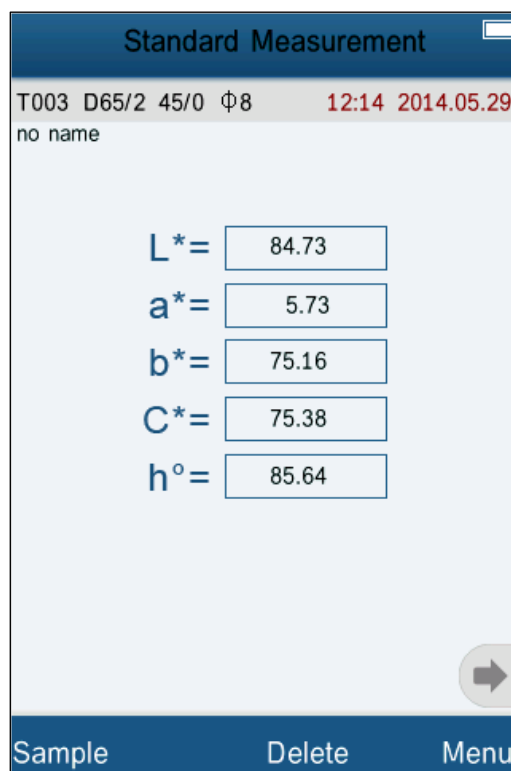 Standard Measurement
T003 D65/2 45/0 Φ8 12:14 2014.05.29
no name
L*= 84.73
a*= 5.73
b*= 75.16
C*= 75.38
h°= 85.64
Sample Delete Menu